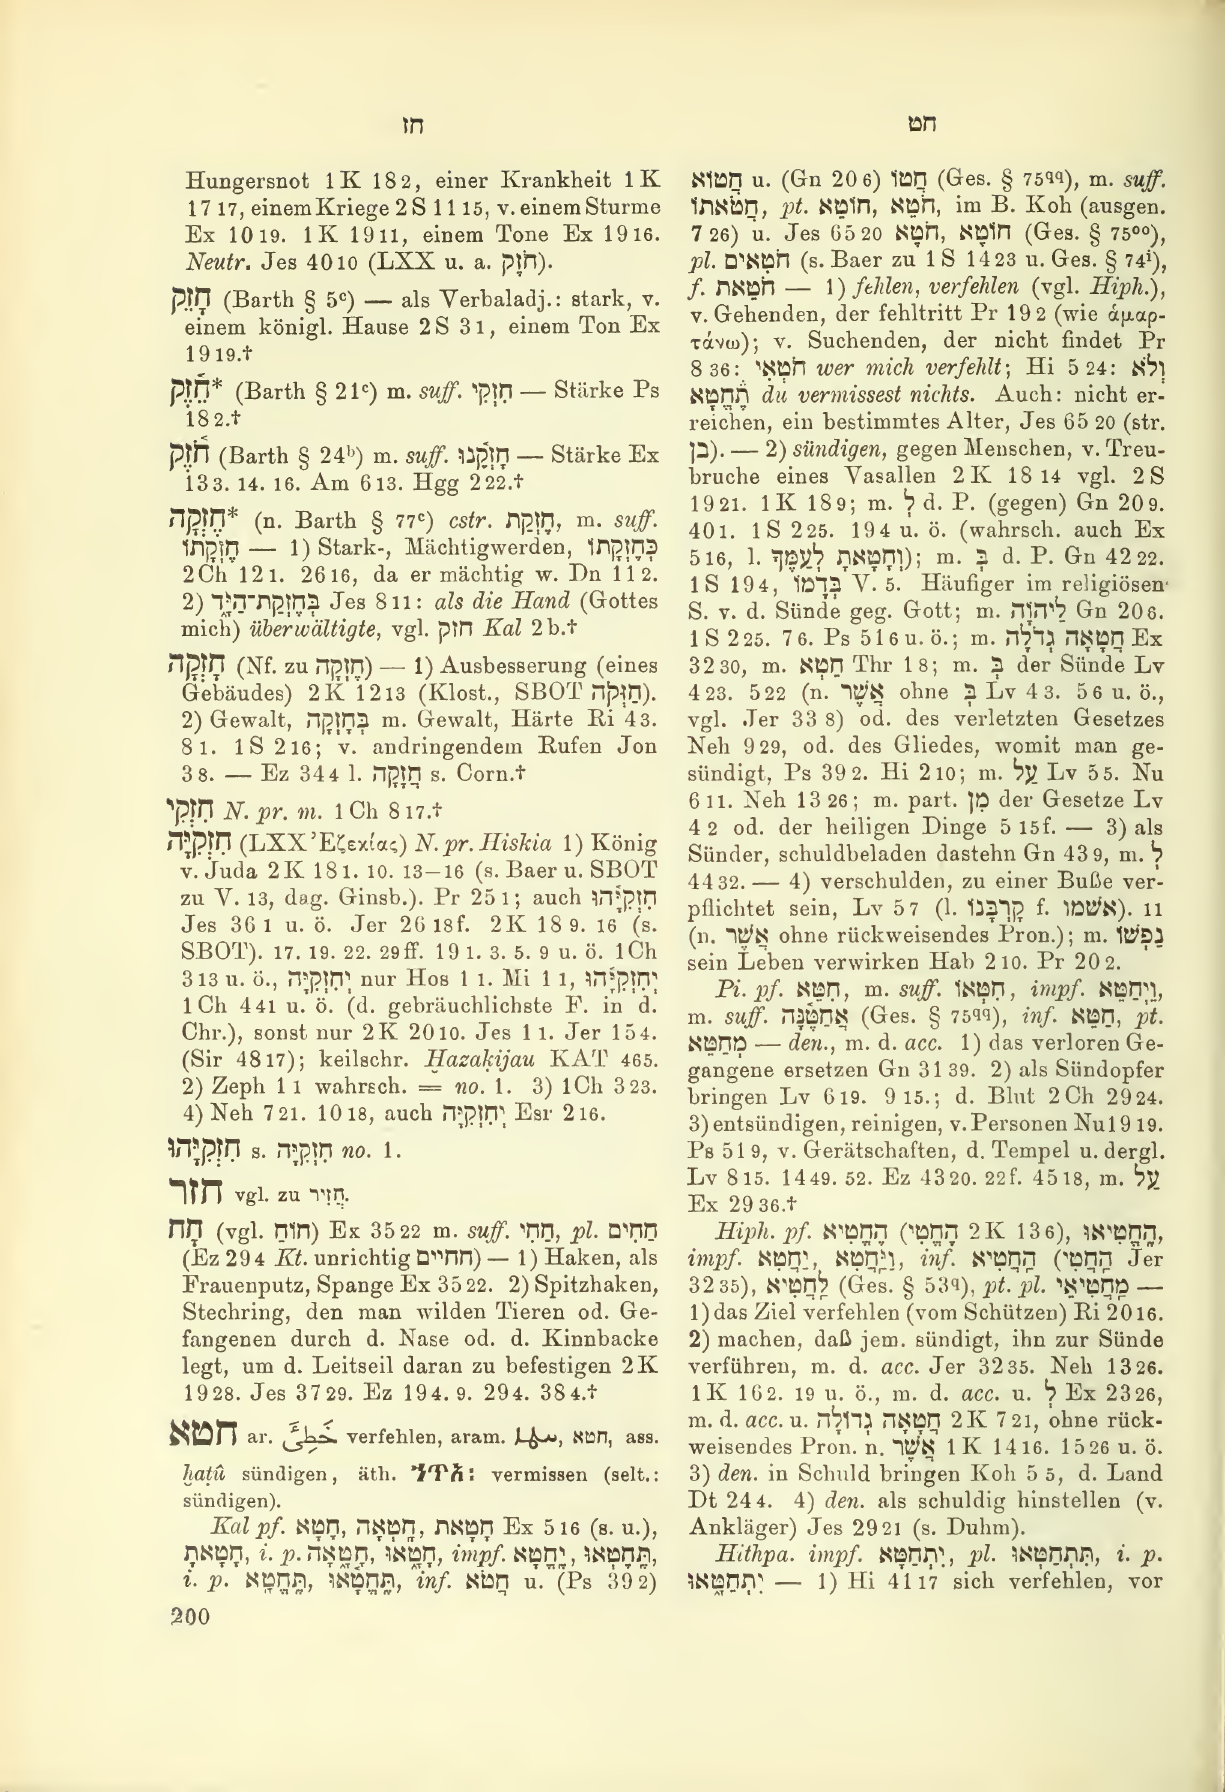 חז
חט
Hungersnot 1 K 18 2, einer Krankheit 1 K
17 17, einem Kriege 2 S 11 15, v. einem Sturme
Ex 10 19. 1 K 19 11, einem Tone Ex 19 16.
Neutr. Jes 40 10 (LXX u. a. חֹזֶק).
חָזֵק (Barth § 5ᶜ) — als Verbaladj.: stark, v.
einem königl. Hause 2 S 3 1, einem Ton Ex
19 19.†
חֵזֶק* (Barth § 21ᶜ) m. suff. חִזְקִי — Stärke Ps
18 2.†
חֹזֶק (Barth § 24ᵇ) m. suff. חָזְקֵנוּ — Stärke Ex
13 3. 14. 16. Am 6 13. Hgg 2 22.†
חֶזְקָה* (n. Barth § 77ᶜ) cstr. חֶזְקַת, m. suff.
חֶזְקָתוֹ — 1) Stark-, Mächtigwerden, בְּחֶזְקָתוֹ
2 Ch 12 1. 26 16, da er mächtig w. Dn 11 2.
2) בְּחֶזְקַת־הַיָּד Jes 8 11: als die Hand (Gottes
mich) überwältigte, vgl. חזק Kal 2 b.†
חָזְקָה (Nf. zu חֶזְקָה) — 1) Ausbesserung (eines
Gebäudes) 2 K 12 13 (Klost., SBOT חַזְקֹה).
2) Gewalt, בְּחָזְקָה m. Gewalt, Härte Ri 4 3.
8 1. 1 S 2 16; v. andringendem Rufen Jon
3 8. — Ez 34 4 l. חֲזָקָה s. Corn.†
חִזְקִי N. pr. m. 1 Ch 8 17.†
חִזְקִיָּה (LXX Ἐζεκίας) N. pr. Hiskia 1) König
v. Juda 2 K 18 1. 10. 13—16 (s. Baer u. SBOT
zu V. 13, dag. Ginsb.). Pr 25 1; auch חִזְקִיָּהוּ
Jes 36 1 u. ö. Jer 26 18f. 2 K 18 9. 16 (s.
SBOT). 17. 19. 22. 29ff. 19 1. 3. 5. 9 u. ö. 1 Ch
3 13 u. ö., יְחִזְקִיָּה nur Hos 1 1. Mi 1 1, יְחִזְקִיָּהוּ
1 Ch 4 41 u. ö. (d. gebräuchlichste F. in d.
Chr.), sonst nur 2 K 20 10. Jes 1 1. Jer 15 4.
(Sir 48 17); keilschr. Ḫazaḳijau KAT 465.
2) Zeph 1 1 wahrsch. = no. 1. 3) 1 Ch 3 23.
4) Neh 7 21. 10 18, auch יְחִזְקִיָּה Esr 2 16.
חִזְקִיָּהוּ s. חִזְקִיָּה no. 1.
חזר vgl. zu חֲזִיר.
חָח (vgl. חוֹחַ) Ex 35 22 m. suff. חַחִי, pl. חַחִים
(Ez 29 4 Kt. unrichtig חחיים) — 1) Haken, als
Frauenputz, Spange Ex 35 22. 2) Spitzhaken,
Stechring, den man wilden Tieren od. Ge-
fangenen durch d. Nase od. d. Kinnbacke
legt, um d. Leitseil daran zu befestigen 2 K
19 28. Jes 37 29. Ez 19 4. 9. 29 4. 38 4.†
חטא ar. خَطِئَ verfehlen, aram. ܚܛܐ, חטא, ass.
ḫatû sündigen, äth. ኀጥአ፡ vermissen (selt.:
sündigen).
Kal pf. חָטָא, חָטְאָה, חָטָאת Ex 5 16 (s. u.),
חָטָאתָ, i. p. חָטָאָה, חָטְאוּ, impf. יֶחֱטָא, תֶּחֶטְאוּ,
i. p. תֶּחֱטָא, תֶּחֱטָאוּ, inf. חֲטֹא u. (Ps 39 2)
200
חֲטוֹא u. (Gn 20 6) חֲטוֹ (Ges. § 75qq), m. suff.
חֲטֹאתוֹ, pt. חוֹטֵא, חֹטֵא, im B. Koh (ausgen.
7 26) u. Jes 65 20 חֹטֶא, חוֹטֶא (Ges. § 75oo),
pl. חֹטְאִים (s. Baer zu 1 S 14 23 u. Ges. § 74i),
f. חֹטֵאת — 1) fehlen, verfehlen (vgl. Hiph.),
v. Gehenden, der fehltritt Pr 19 2 (wie ἁμαρ-
τάνω); v. Suchenden, der nicht findet Pr
8 36: חֹטְאִי wer mich verfehlt; Hi 5 24: וְלֹא
תֶחֱטָא du vermissest nichts. Auch: nicht er-
reichen, ein bestimmtes Alter, Jes 65 20 (str.
בן). — 2) sündigen, gegen Menschen, v. Treu-
bruche eines Vasallen 2 K 18 14 vgl. 2 S
19 21. 1 K 18 9; m. לְ d. P. (gegen) Gn 20 9.
40 1. 1 S 2 25. 19 4 u. ö. (wahrsch. auch Ex
5 16, l. וְחָטָאתָ לְעַמֶּךָ); m. בְּ d. P. Gn 42 22.
1 S 19 4, בְּדָמוֹ V. 5. Häufiger im religiösen
S. v. d. Sünde geg. Gott; m. לַיהוָֹה Gn 20 6.
1 S 2 25. 7 6. Ps 51 6 u. ö.; m. חֲטָאָה גְדֹלָה Ex
32 30, m. חֵטְא Thr 1 8; m. בְּ der Sünde Lv
4 23. 5 22 (n. אֲשֶׁר ohne בְּ Lv 4 3. 5 6 u. ö.,
vgl. Jer 33 8) od. des verletzten Gesetzes
Neh 9 29, od. des Gliedes, womit man ge-
sündigt, Ps 39 2. Hi 2 10; m. עַל Lv 5 5. Nu
6 11. Neh 13 26; m. part. מִן der Gesetze Lv
4 2 od. der heiligen Dinge 5 15f. — 3) als
Sünder, schuldbeladen dastehn Gn 43 9, m. לְ
44 32. — 4) verschulden, zu einer Buße ver-
pflichtet sein, Lv 5 7 (l. קָרְבָּנוֹ f. אֲשָׁמוֹ). 11
(n. אֲשֶׁר ohne rückweisendes Pron.); m. נַפְשׁוֹ
sein Leben verwirken Hab 2 10. Pr 20 2.
Pi. pf. חִטֵּא, m. suff. חִטְּאוֹ, impf. וַיְחַטֵּא,
m. suff. אֲחַטֶּנָּה (Ges. § 75qq), inf. חַטֵּא, pt.
מְחַטֵּא — den., m. d. acc. 1) das verloren Ge-
gangene ersetzen Gn 31 39. 2) als Sündopfer
bringen Lv 6 19. 9 15.; d. Blut 2 Ch 29 24.
3) entsündigen, reinigen, v. Personen Nu 19 19.
Ps 51 9, v. Gerätschaften, d. Tempel u. dergl.
Lv 8 15. 14 49. 52. Ez 43 20. 22f. 45 18, m. עַל
Ex 29 36.†
Hiph. pf. הֶחֱטִיא (הֶחֱטִי 2 K 13 6), הֶחֱטִיאוּ,
impf. יַחֲטִא, וַיַּחֲטִא, inf. הַחֲטִיא (הַחֲטִי Jer
32 35), לַחֲטִיא (Ges. § 53q), pt. pl. מַחֲטִיאֵי —
1) das Ziel verfehlen (vom Schützen) Ri 20 16.
2) machen, daß jem. sündigt, ihn zur Sünde
verführen, m. d. acc. Jer 32 35. Neh 13 26.
1 K 16 2. 19 u. ö., m. d. acc. u. לְ Ex 23 26,
m. d. acc. u. חֲטָאָה גְדוֹלָה 2 K 7 21, ohne rück-
weisendes Pron. n. אֲשֶׁר 1 K 14 16. 15 26 u. ö.
3) den. in Schuld bringen Koh 5 5, d. Land
Dt 24 4. 4) den. als schuldig hinstellen (v.
Ankläger) Jes 29 21 (s. Duhm).
Hithpa. impf. יִתְחַטָּא, pl. תִּתְחַטְּאוּ, i. p.
יִתְחַטָּאוּ — 1) Hi 41 17 sich verfehlen, vor